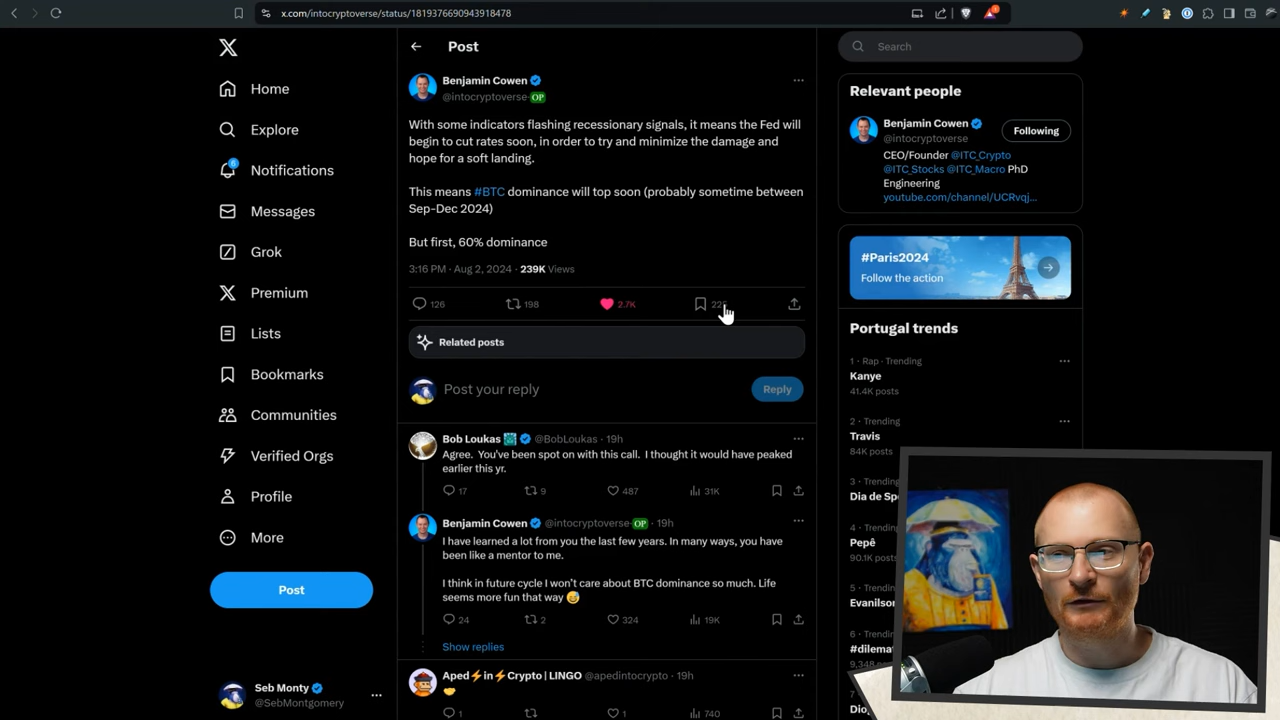 x.com/intocryptoverse/status/1819376690943918478
Home
Explore
6
Notifications
Messages
Grok
Premium
Lists
Bookmarks
Communities
Verified Orgs
Profile
More
Post
Seb Monty
@SebMontgomery
Post
Benjamin Cowen
@intocryptoverse OP
With some indicators flashing recessionary signals, it means the Fed will
begin to cut rates soon, in order to try and minimize the damage and
hope for a soft landing.
This means #BTC dominance will top soon (probably sometime between
Sep-Dec 2024)
But first, 60% dominance
3:16 PM · Aug 2, 2024 · 239K Views
126 198 2.7K
Related posts
Post your reply
Reply
Bob Loukas @BobLoukas · 19h
Agree. You've been spot on with this call. I thought it would have peaked
earlier this yr.
17 9 487 31K
Benjamin Cowen @intocryptoverse OP · 19h
I have learned a lot from you the last few years. In many ways, you have
been like a mentor to me.
I think in future cycle I won't care about BTC dominance so much. Life
seems more fun that way 😅
24 2 324 19K
Show replies
Aped⚡in⚡Crypto | LINGO @apedintocrypto · 19h
1 1 740
Search
Relevant people
Benjamin Cowen
@intocryptoverse
Following
CEO/Founder @ITC_Crypto
@ITC_Stocks @ITC_Macro PhD
Engineering
youtube.com/channel/UCRvqj…
#Paris2024
Follow the action
Portugal trends
1 · Rap · Trending
Kanye
41.4K posts
2 · Trending
Travis
84K posts
3 · Trending
Dia de
4 · Trending
Pepê
90.1K posts
5 · Trending
Evanilson
6 · Trending